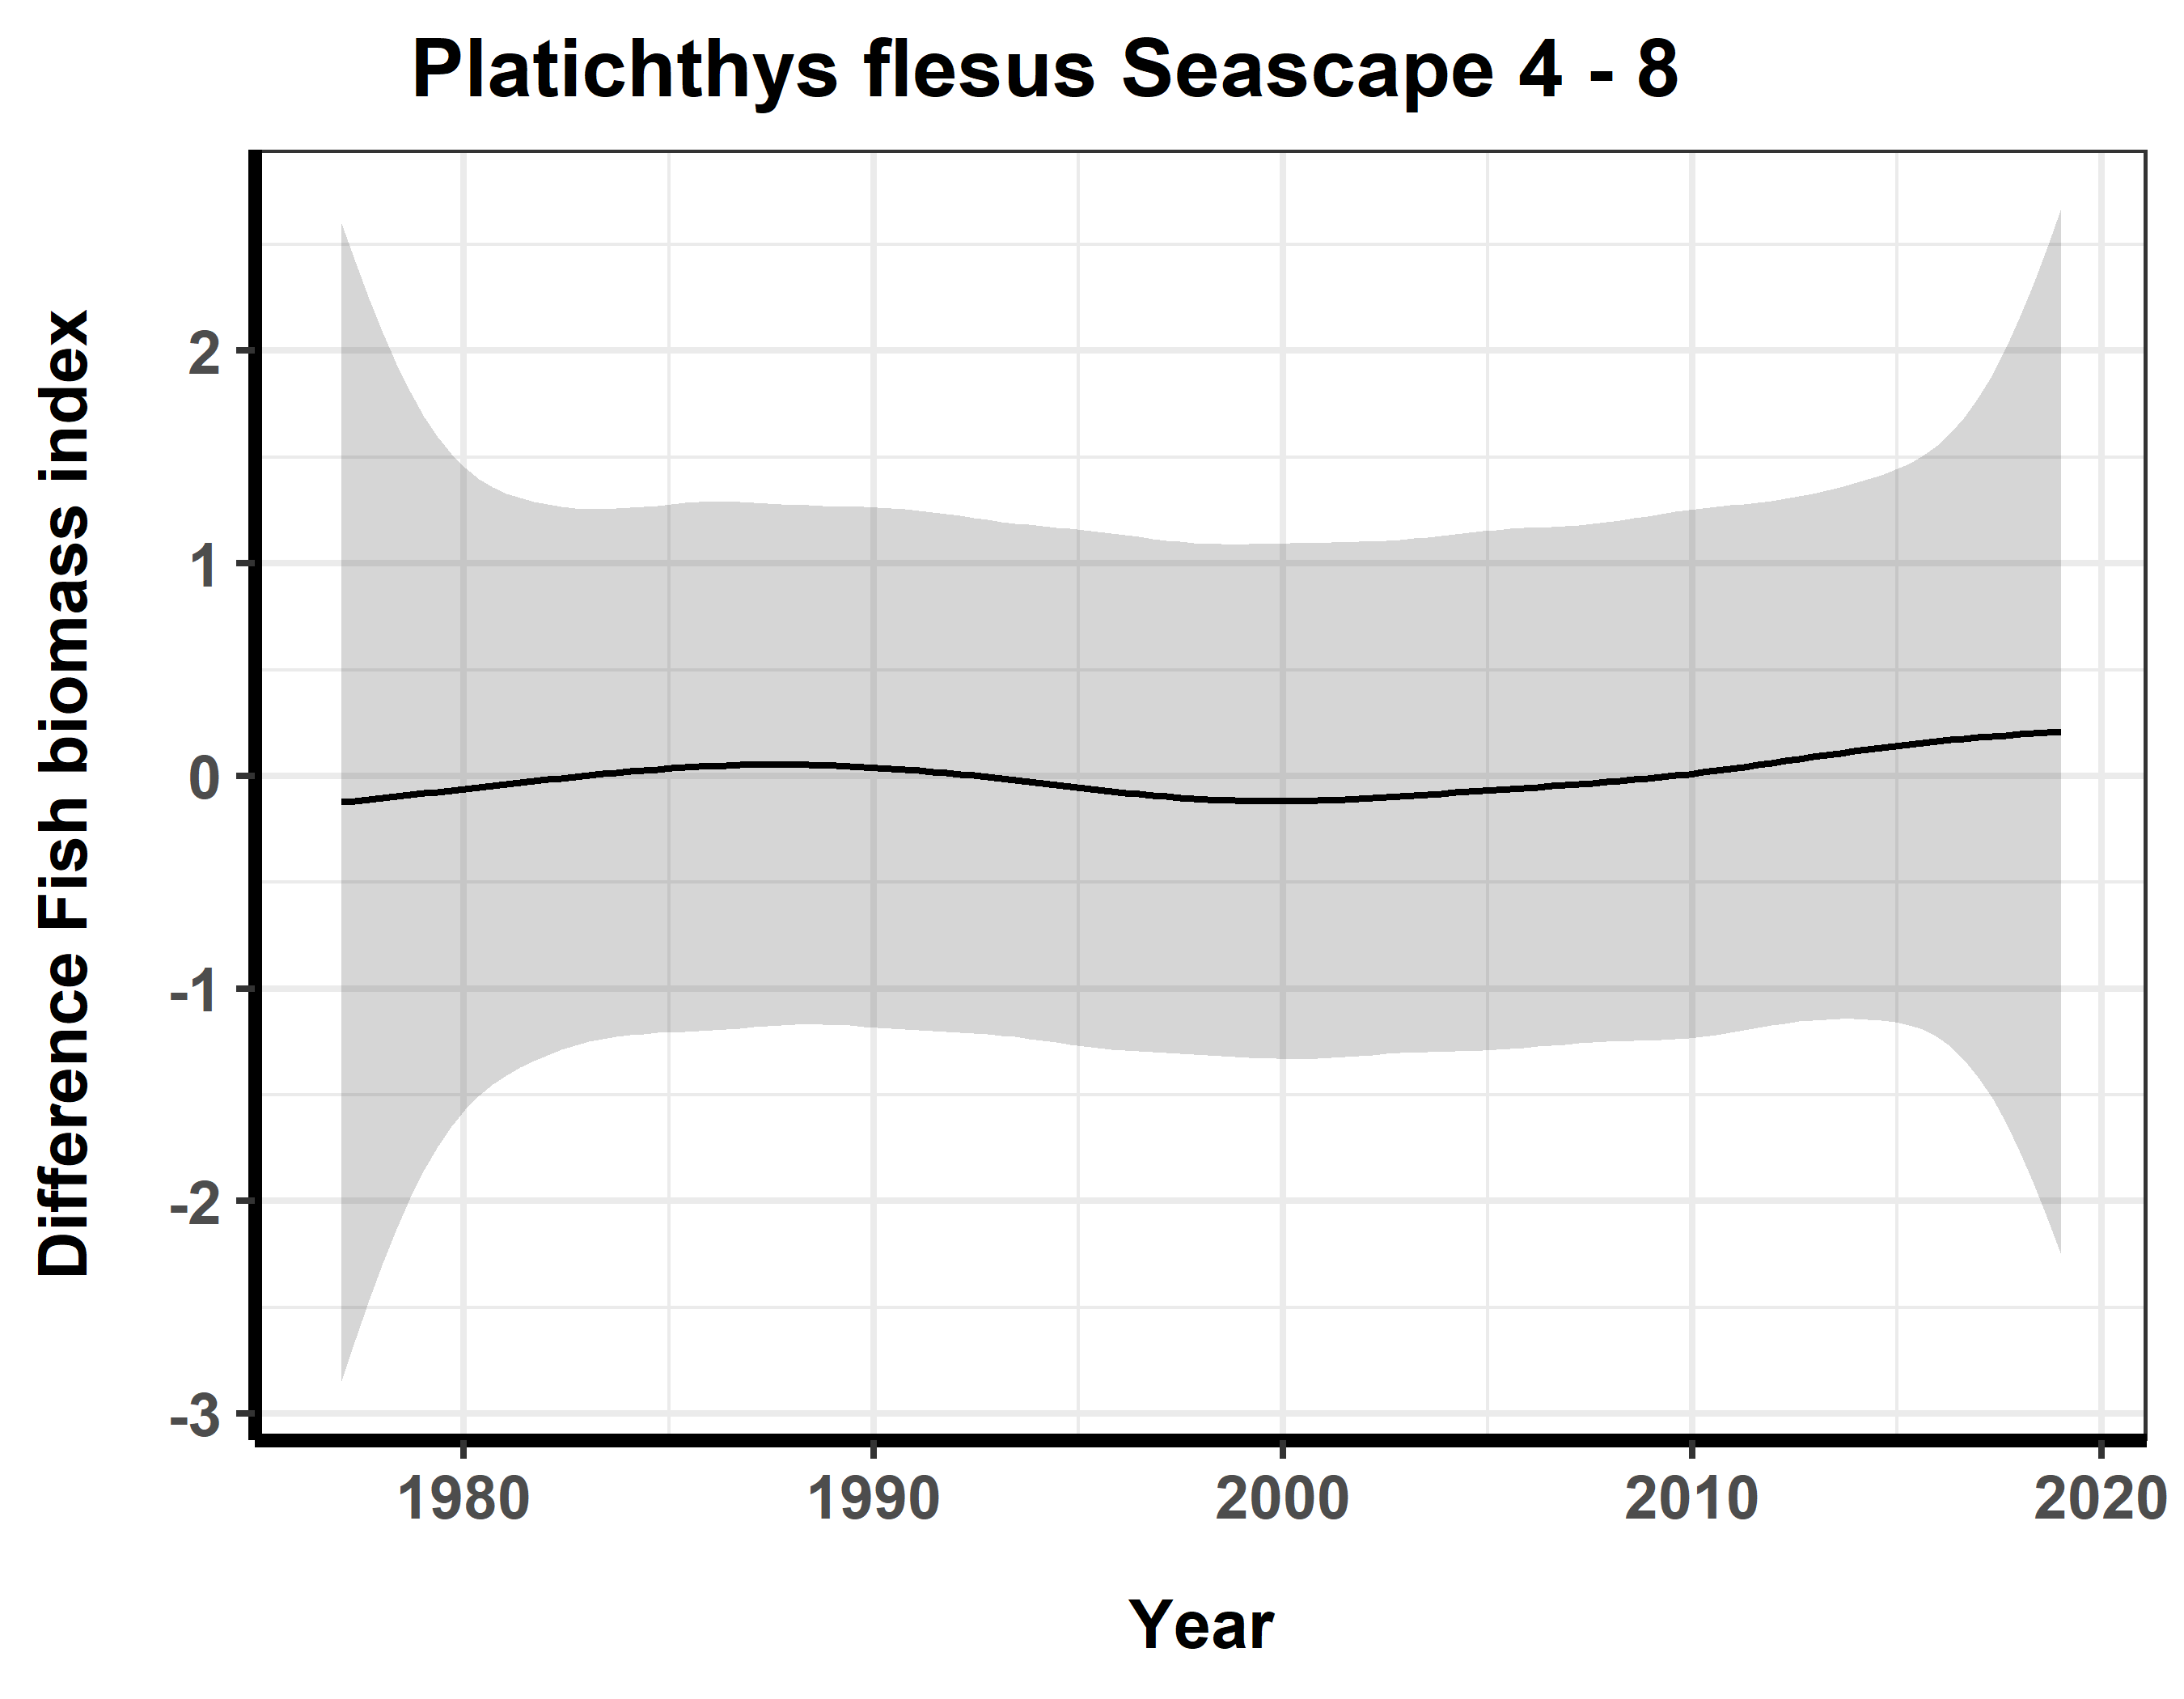 Platichthys flesus Seascape 4 - 8
Difference Fish biomass index
2
1
0
-1
-2
-3
1980 1990 2000 2010 2020
Year